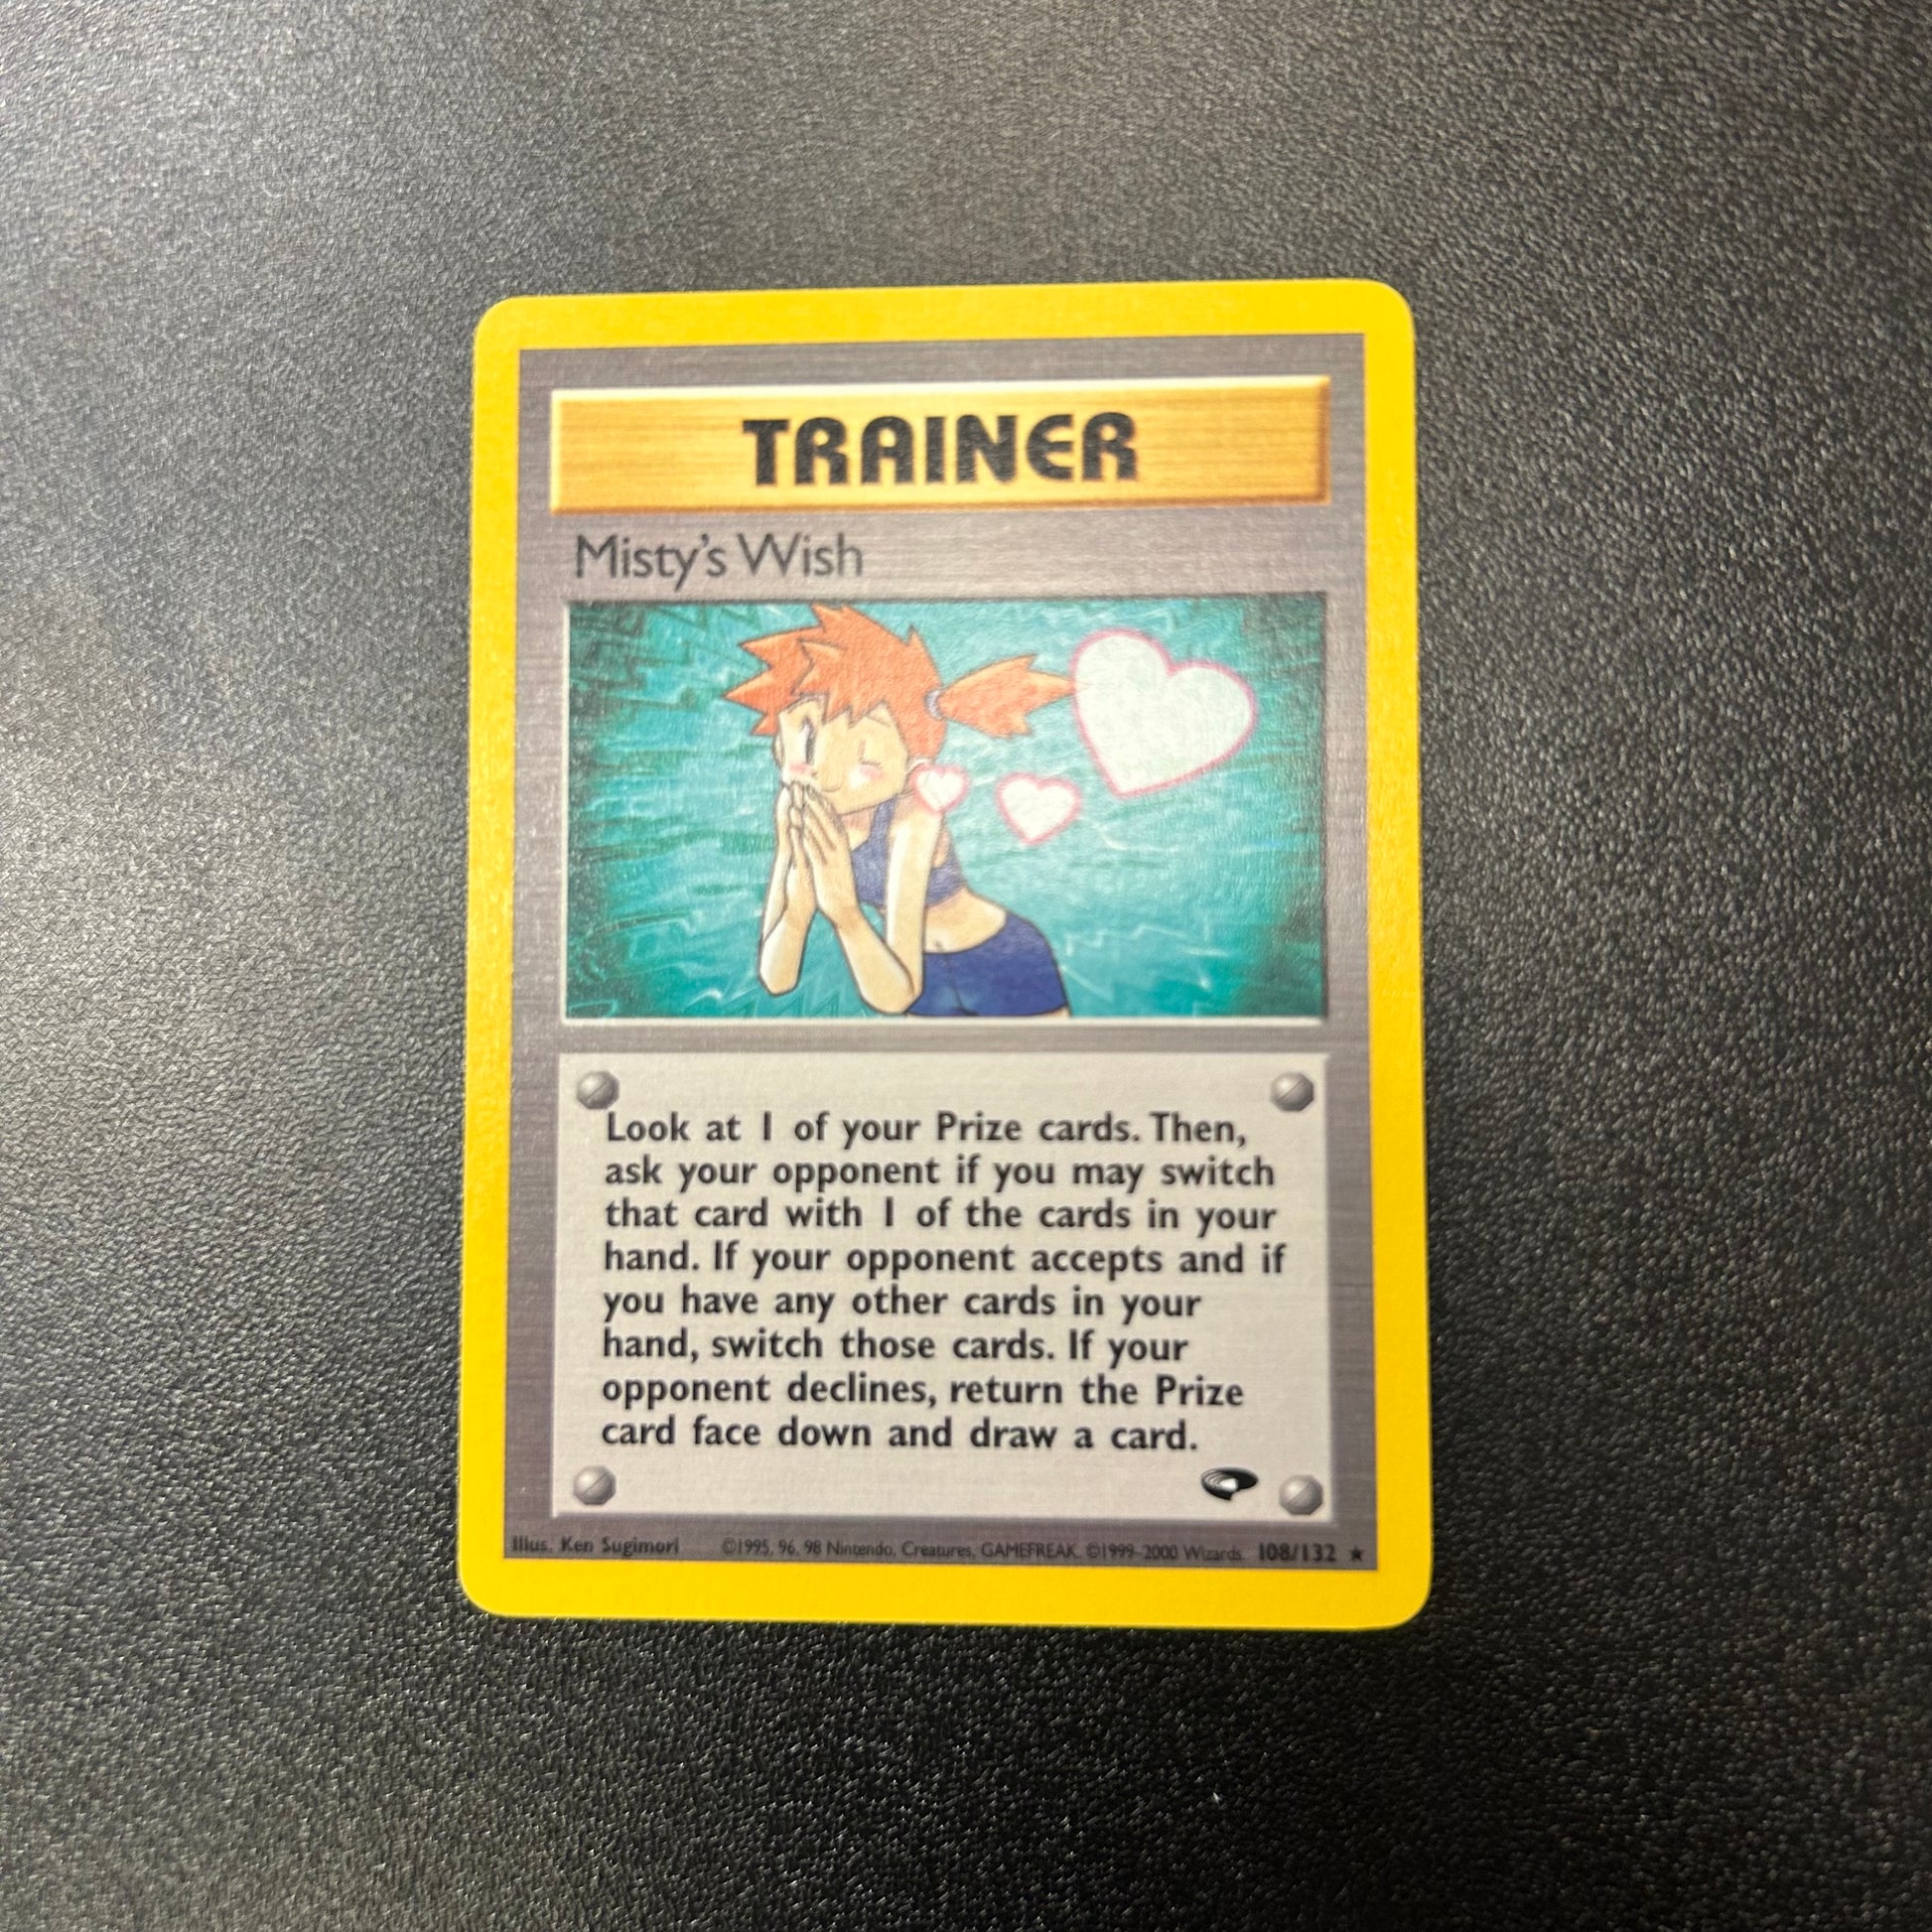 TRAINER
Misty's Wish
Look at 1 of your Prize cards. Then,
ask your opponent if you may switch
that card with 1 of the cards in your
hand. If your opponent accepts and if
you have any other cards in your
hand, switch those cards. If your
opponent declines, return the Prize
card face down and draw a card.
Illus. Ken Sugimori ©1995, 96, 98 Nintendo, Creatures, GAMEFREAK. ©1999-2000 Wizards. 108/132 ★